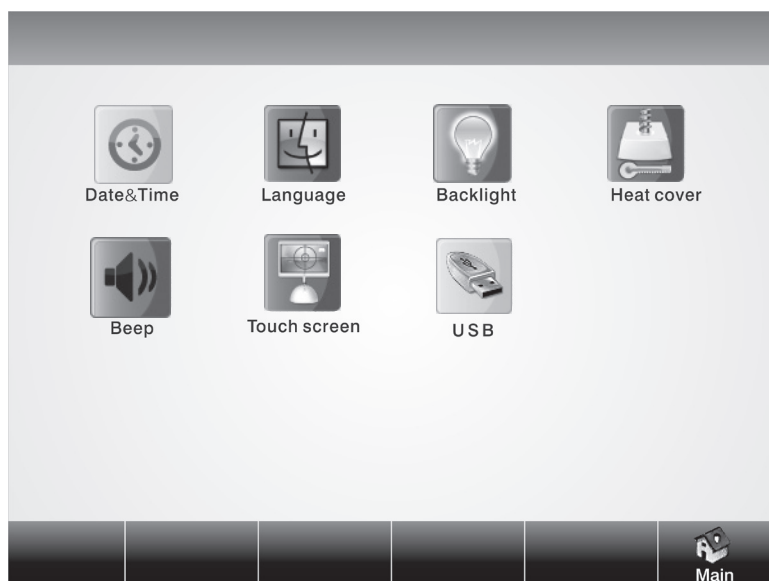 Date&Time
Language
Backlight
Heat cover
Beep
Touch screen
USB
Main